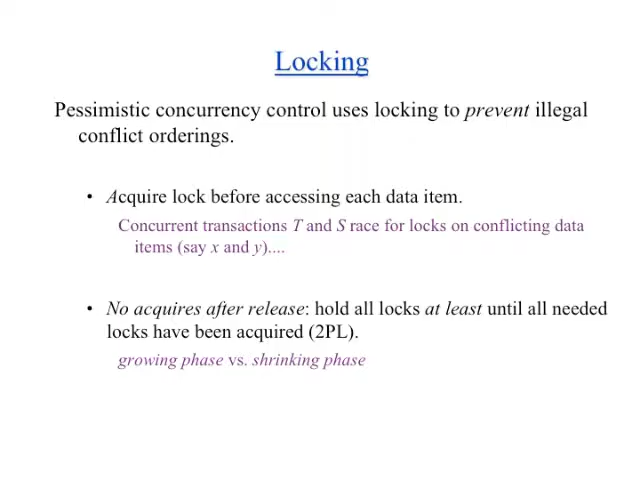 Locking
Pessimistic concurrency control uses locking to prevent illegal
conflict orderings.
• Acquire lock before accessing each data item.
Concurrent transactions T and S race for locks on conflicting data
items (say x and y)....
• No acquires after release: hold all locks at least until all needed
locks have been acquired (2PL).
growing phase vs. shrinking phase